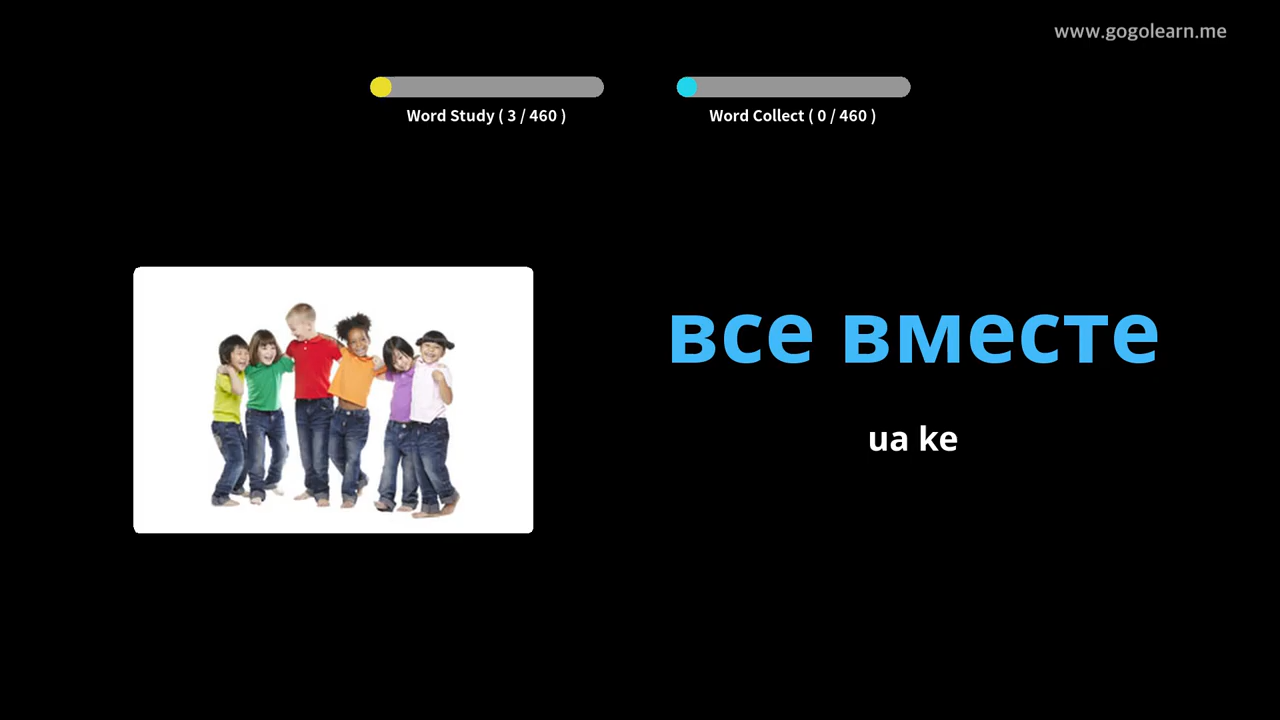 www.gogolearn.me
Word Study ( 3 / 460 )
Word Collect ( 0 / 460 )
все вместе
ua ke